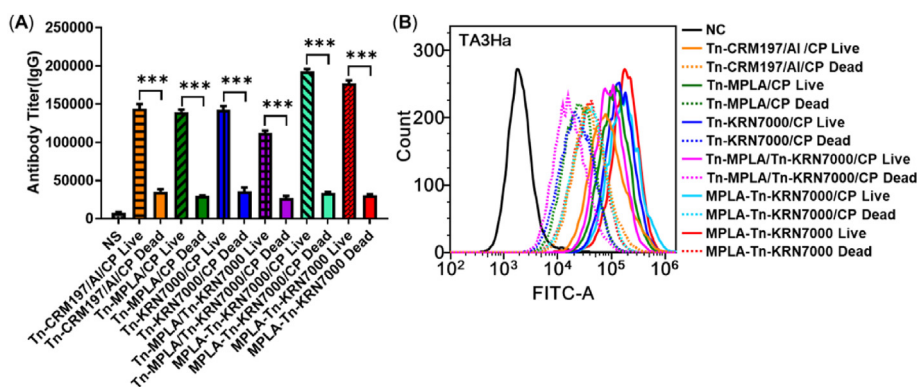 (A)
Antibody Titer(IgG)
250000
200000
150000
100000
50000
0
***
***
***
***
***
***
NS
Tn-CRM197/Al/CP Live
Tn-CRM197/Al/CP Dead
Tn-MPLA/CP Live
Tn-MPLA/CP Dead
Tn-KRN7000/CP Live
Tn-KRN7000/CP Dead
Tn-MPLA/Tn-KRN7000 Live
Tn-MPLA/Tn-KRN7000/CP Dead
MPLA-Tn-KRN7000/CP Live
MPLA-Tn-KRN7000/CP Dead
MPLA-Tn-KRN7000 Live
MPLA-Tn-KRN7000 Dead
(B)
TA3Ha
Count
300
200
100
0
10² 10³ 10⁴ 10⁵ 10⁶
FITC-A
NC
Tn-CRM197/Al /CP Live
Tn-CRM197/Al/CP Dead
Tn-MPLA/CP Live
Tn-MPLA/CP Dead
Tn-KRN7000/CP Live
Tn-KRN7000/CP Dead
Tn-MPLA/Tn-KRN7000/CP Live
Tn-MPLA/Tn-KRN7000/CP Dead
MPLA-Tn-KRN7000/CP Live
MPLA-Tn-KRN7000/CP Dead
MPLA-Tn-KRN7000 Live
MPLA-Tn-KRN7000 Dead